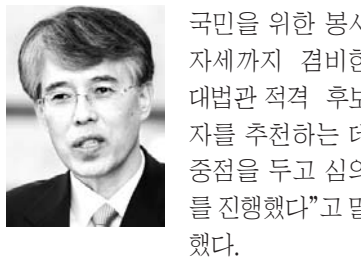 국민을 위한 봉사
자세까지 겸비한
대법관 적격 후보
자를 추천하는 데
중점을 두고 심의
를 진행했다”고 말
했다.